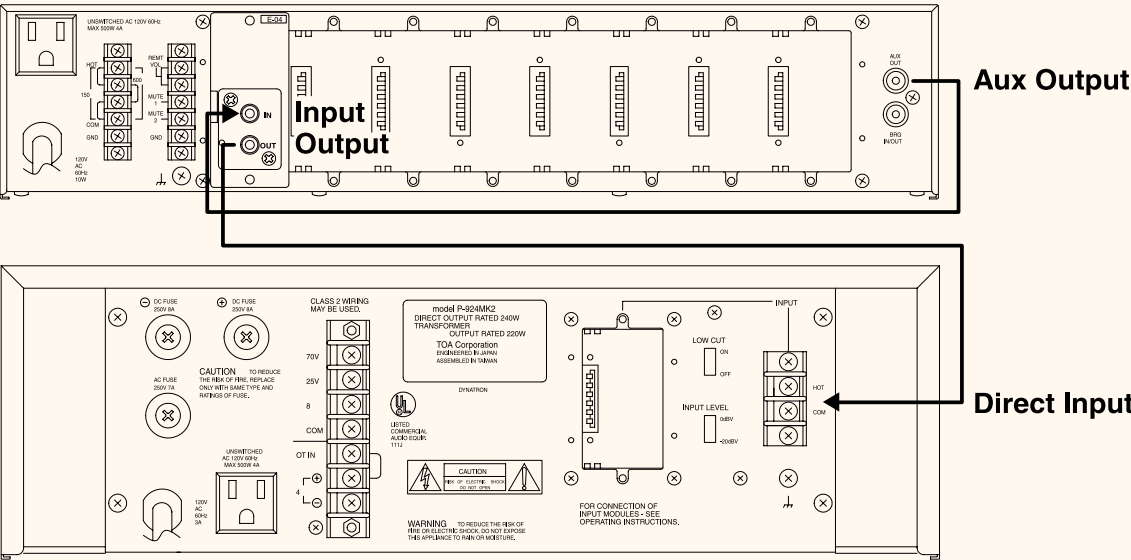 UNSWITCHED AC 120V 60Hz
MAX 500W 4A
HOT
150
600
COM
GND
REMT
VOL
MUTE
1
MUTE
2
GND
120V
AC
60Hz
10W
E-04
IN
OUT
Input
Output
AUX
OUT
BRG
IN/OUT
Aux Output
DC FUSE
250V 8A
DC FUSE
250V 8A
CAUTION TO REDUCE
THE RISK OF FIRE, REPLACE
ONLY WITH SAME TYPE AND
RATINGS OF FUSE.
AC FUSE
250V 7A
UNSWITCHED
AC 120V 60Hz
MAX 500W 4A
120V
AC
60Hz
3A
CLASS 2 WIRING
MAY BE USED.
70V
25V
8
COM
OT IN
4
model P-924MK2
DIRECT OUTPUT RATED 240W
TRANSFORMER
OUTPUT RATED 220W
TOA Corporation
ENGINEERED IN JAPAN
ASSEMBLED IN TAIWAN
DYNATRON
UL
LISTED
COMMERCIAL
AUDIO EQUIP.
111J
CAUTION
RISK OF ELECTRIC SHOCK
DO NOT OPEN
WARNING TO REDUCE THE RISK OF
FIRE OR ELECTRIC SHOCK, DO NOT EXPOSE
THIS APPLIANCE TO RAIN OR MOISTURE.
INPUT
LOW CUT
ON
OFF
INPUT LEVEL
0dBV
-20dBV
HOT
COM
FOR CONNECTION OF
INPUT MODULES - SEE
OPERATING INSTRUCTIONS.
Direct Input